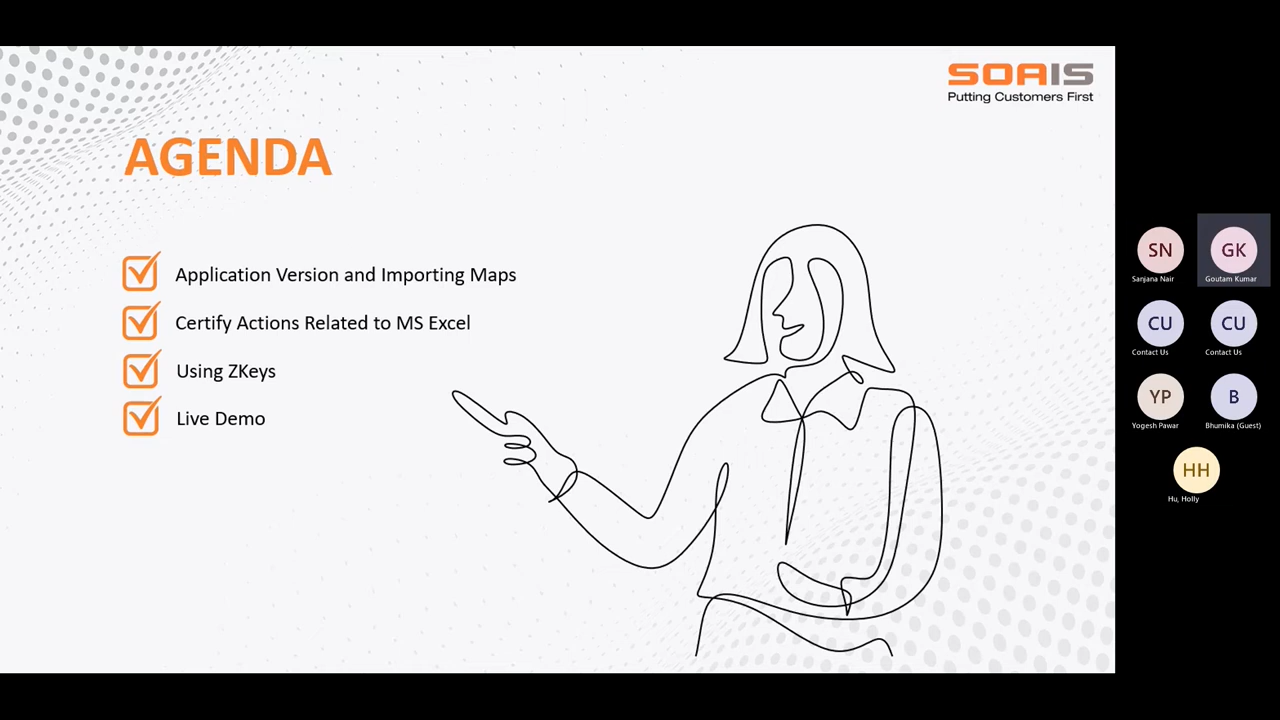 SOAIS
Putting Customers First
AGENDA
Application Version and Importing Maps
Certify Actions Related to MS Excel
Using ZKeys
Live Demo
SN
GK
Sanjana Nair
Goutam Kumar
CU
CU
Contact Us
Contact Us
YP
B
Yogesh Pawar
Bhumika (Guest)
HH
Hu, Holly